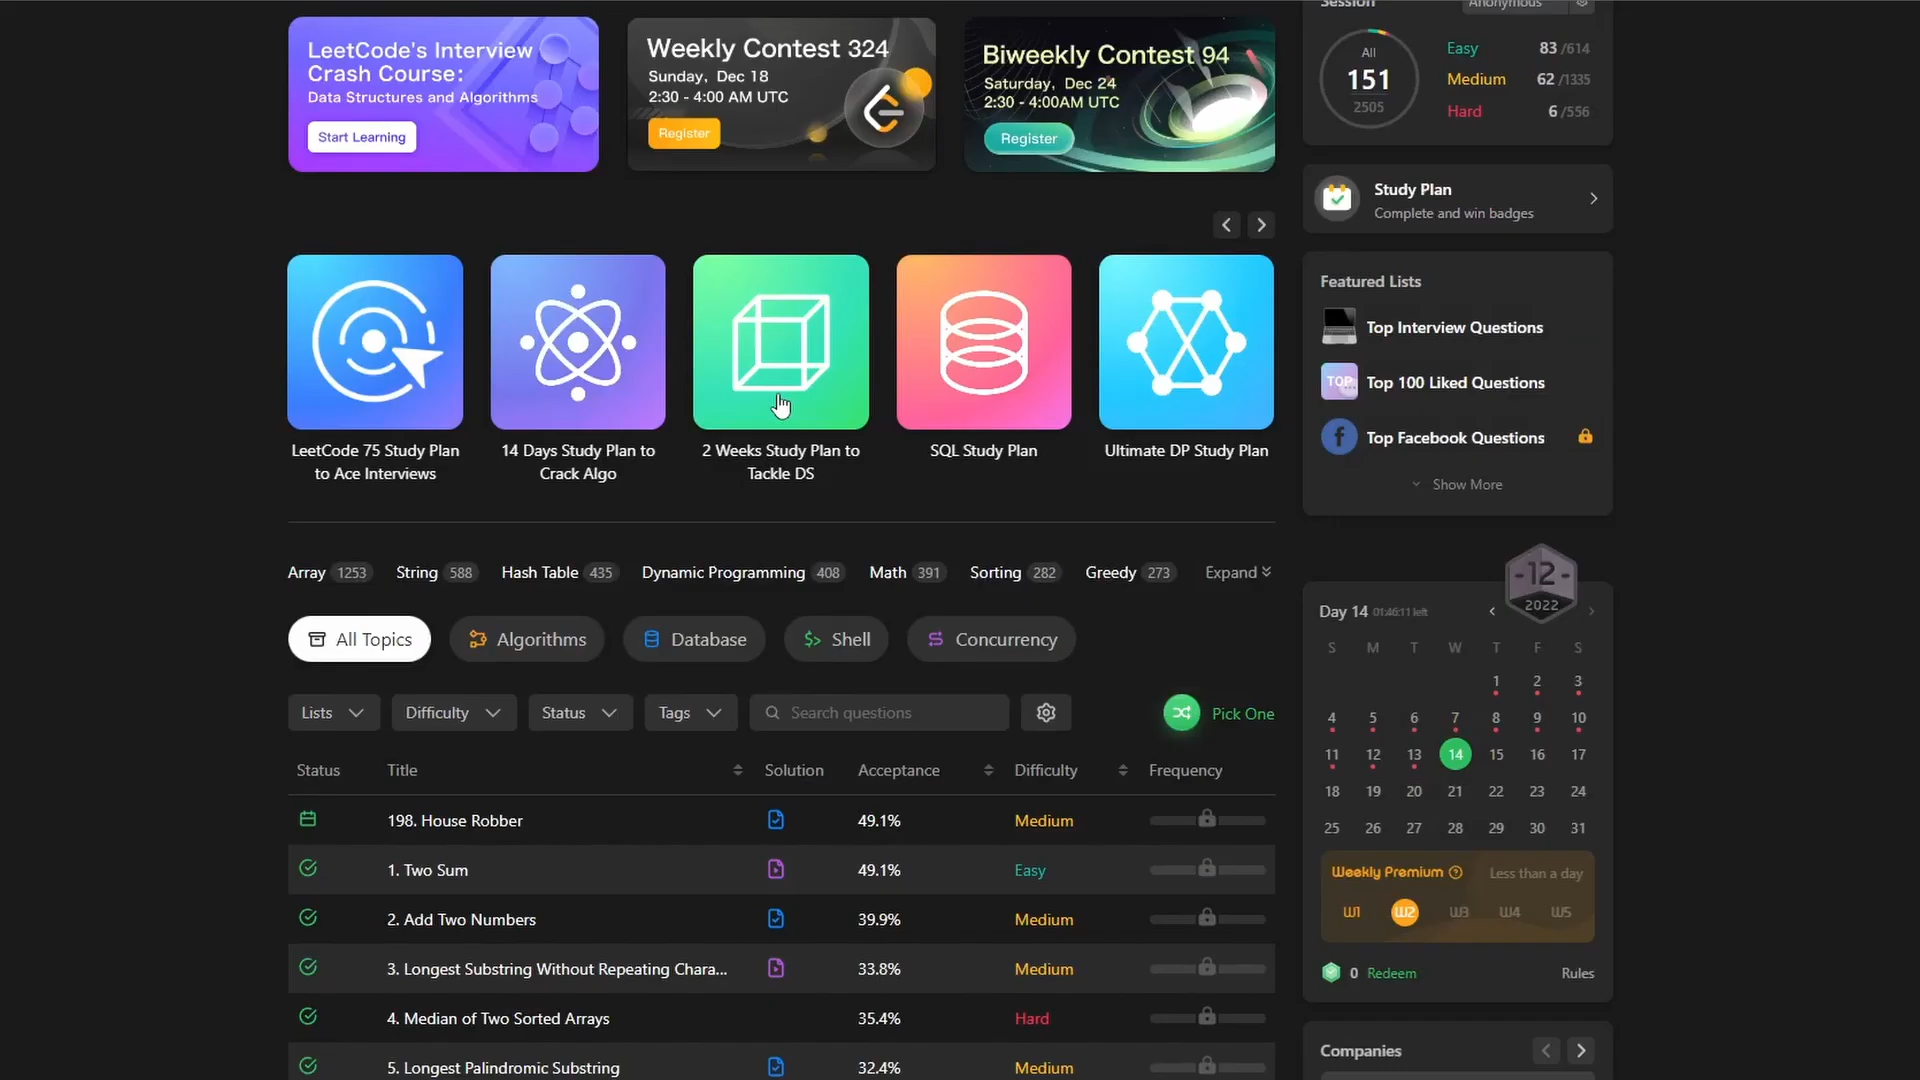 LeetCode's Interview
Crash Course:
Data Structures and Algorithms
Start Learning
Weekly Contest 324
Sunday, Dec 18
2:30 - 4:00 AM UTC
Register
Biweekly Contest 94
Saturday, Dec 24
2:30 - 4:00AM UTC
Register
Session
Anonymous
All
151
2505
Easy 83 /614
Medium 62 /1335
Hard 6 /556
Study Plan
Complete and win badges
LeetCode 75 Study Plan
to Ace Interviews
14 Days Study Plan to
Crack Algo
2 Weeks Study Plan to
Tackle DS
SQL Study Plan
Ultimate DP Study Plan
Featured Lists
Top Interview Questions
TOP
Top 100 Liked Questions
Top Facebook Questions
Show More
Array 1253 String 588 Hash Table 435 Dynamic Programming 408 Math 391 Sorting 282 Greedy 273 Expand
All Topics Algorithms Database Shell Concurrency
Lists Difficulty Status Tags Search questions Pick One
Status Title Solution Acceptance Difficulty Frequency
198. House Robber 49.1% Medium
1. Two Sum 49.1% Easy
2. Add Two Numbers 39.9% Medium
3. Longest Substring Without Repeating Chara... 33.8% Medium
4. Median of Two Sorted Arrays 35.4% Hard
5. Longest Palindromic Substring 32.4% Medium
-12-
2022
Day 14 01:46:11 left
S M T W T F S
1 2 3
4 5 6 7 8 9 10
11 12 13 14 15 16 17
18 19 20 21 22 23 24
25 26 27 28 29 30 31
Weekly Premium Less than a day
W1 W2 W3 W4 W5
0 Redeem Rules
Companies